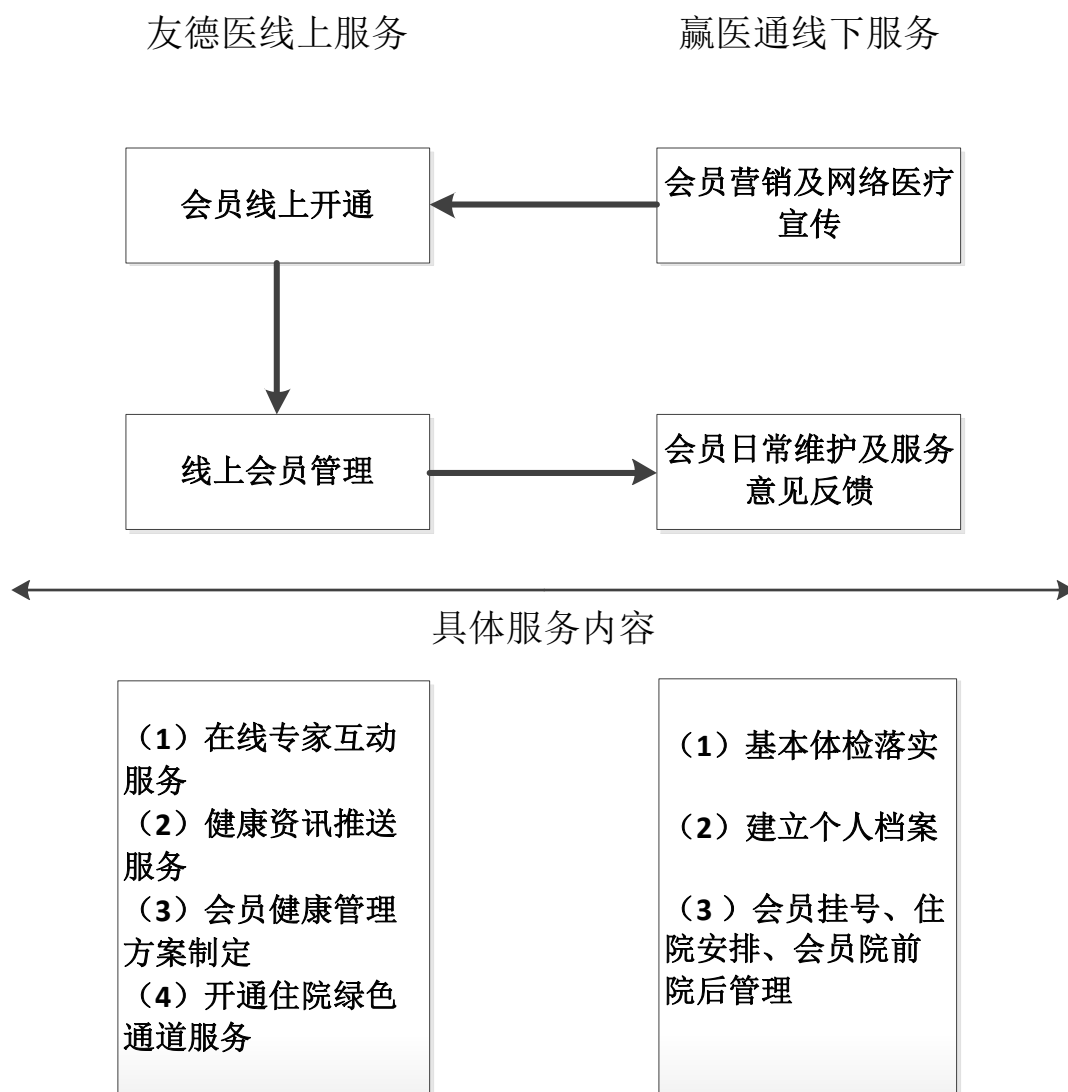 友德医线上服务
赢医通线下服务
会员线上开通
会员营销及网络医疗
宣传
线上会员管理
会员日常维护及服务
意见反馈
具体服务内容
（1）在线专家互动
服务
（2）健康资讯推送
服务
（3）会员健康管理
方案制定
（4）开通住院绿色
通道服务
（1）基本体检落实
（2）建立个人档案
（3 ）会员挂号、住
院安排、会员院前
院后管理